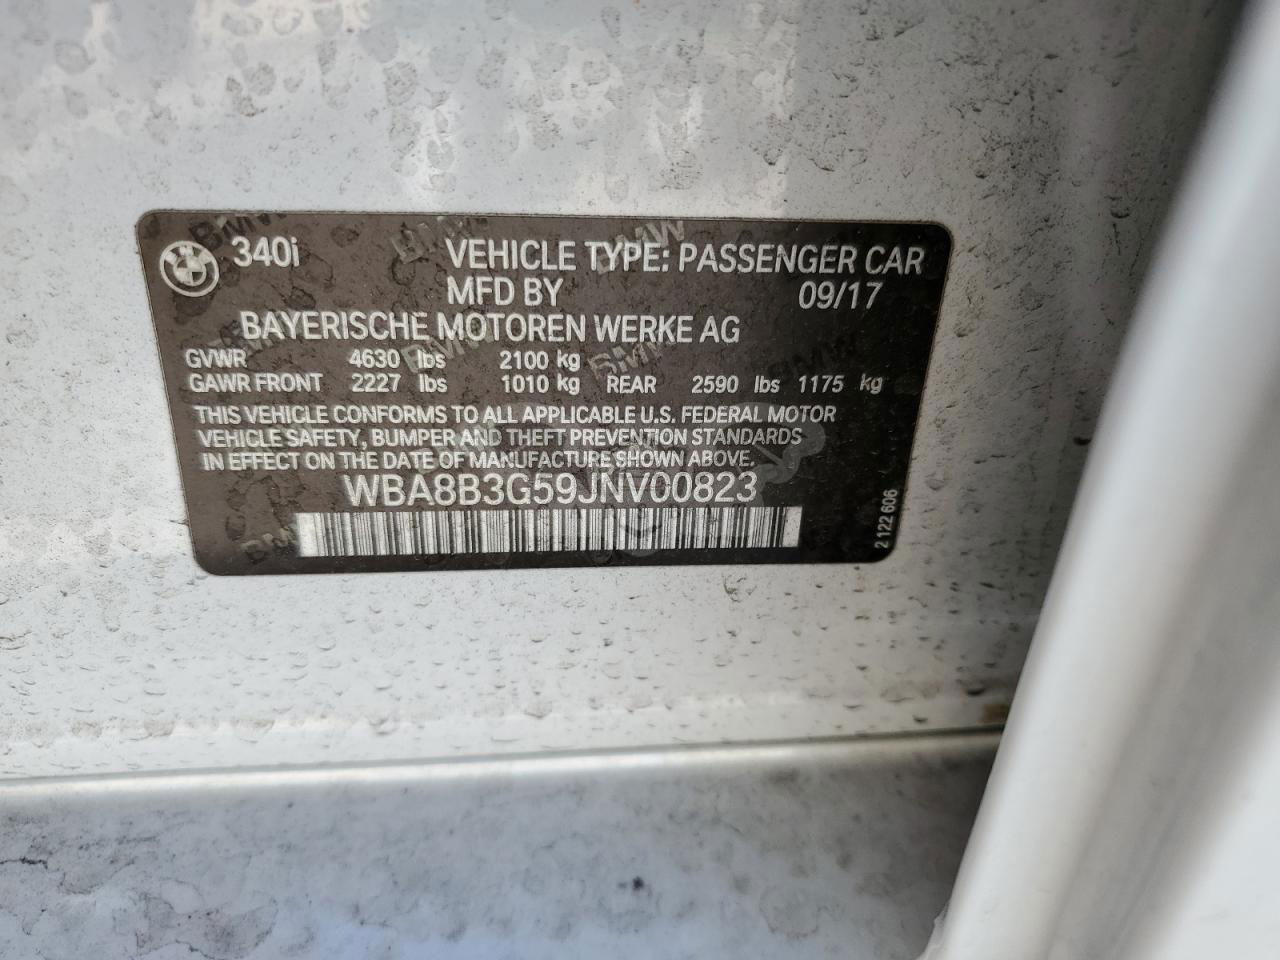 340i VEHICLE TYPE: PASSENGER CAR
MFD BY 09/17
BAYERISCHE MOTOREN WERKE AG
GVWR 4630 lbs 2100 kg
GAWR FRONT 2227 lbs 1010 kg REAR 2590 lbs 1175 kg
THIS VEHICLE CONFORMS TO ALL APPLICABLE U.S. FEDERAL MOTOR
VEHICLE SAFETY, BUMPER AND THEFT PREVENTION STANDARDS
IN EFFECT ON THE DATE OF MANUFACTURE SHOWN ABOVE.
WBA8B3G59JNV00823
2 122 606